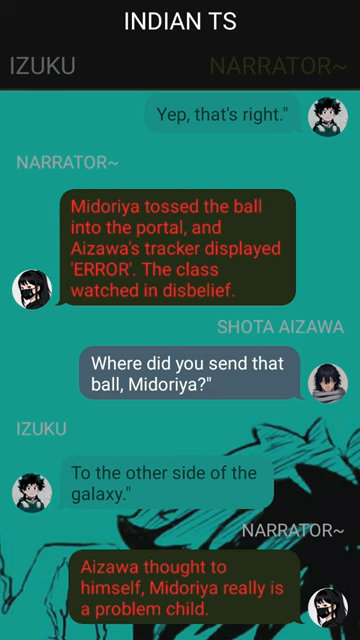 INDIAN TS
IZUKU NARRATOR~
Yep, that's right."
NARRATOR~
Midoriya tossed the ball
into the portal, and
Aizawa's tracker displayed
'ERROR'. The class
watched in disbelief.
SHOTA AIZAWA
Where did you send that
ball, Midoriya?"
IZUKU
To the other side of the
galaxy."
NARRATOR~
Aizawa thought to
himself, Midoriya really is
a problem child.